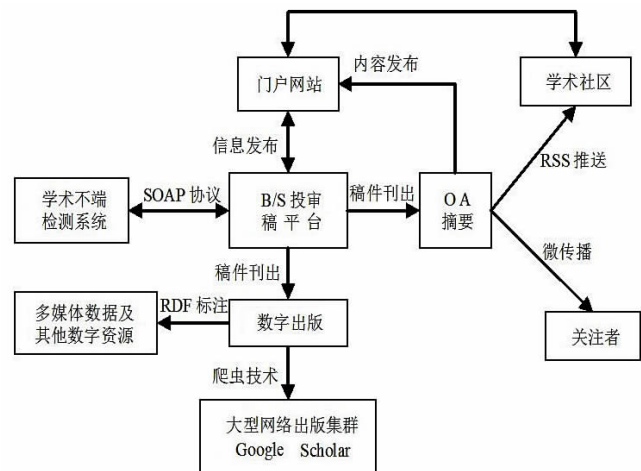 门户网站
内容发布
学术社区
信息发布
RSS 推送
学术不端
检测系统
SOAP 协议
B/S 投审
稿 平 台
稿件刊出
O A
摘要
微传播
稿件刊出
多媒体数据及
其他数字资源
RDF 标注
数字出版
关注者
爬虫技术
大型网络出版集群
Google Scholar